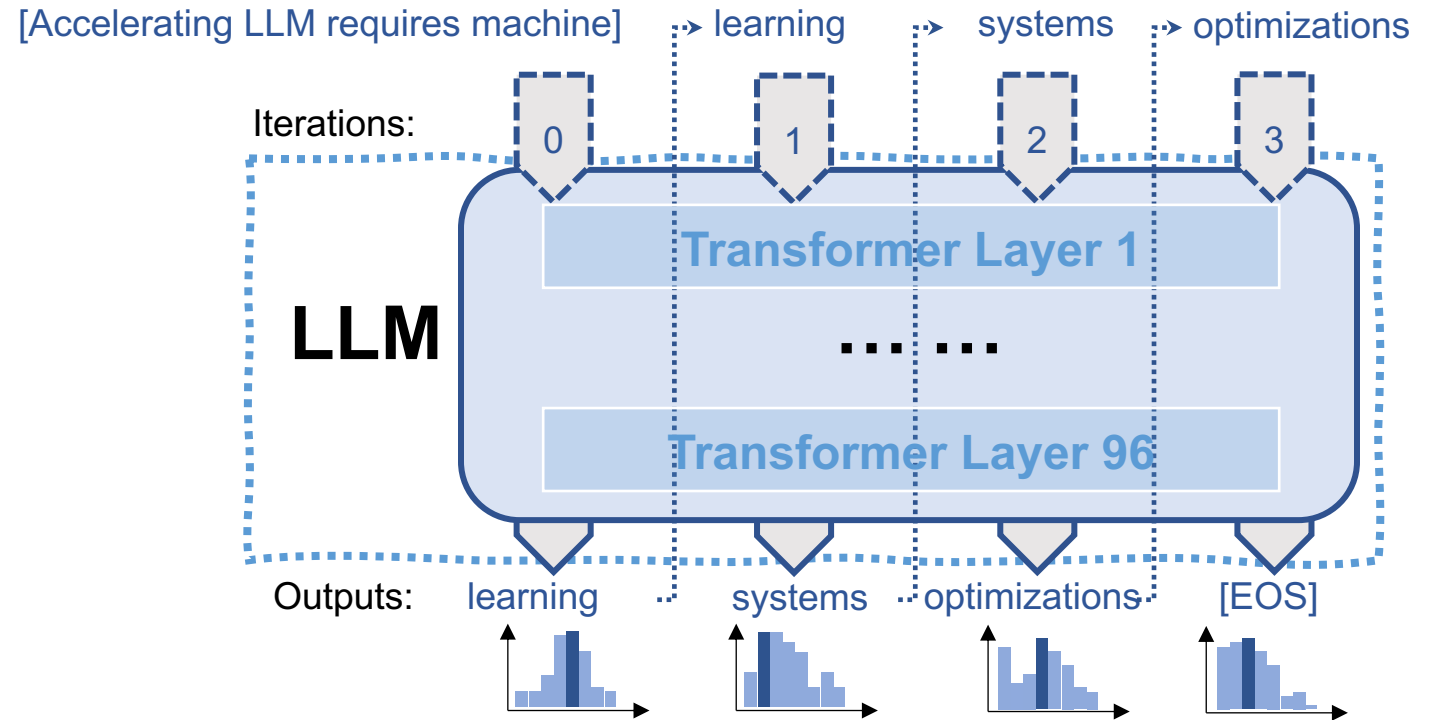 [Accelerating LLM requires machine] learning systems optimizations
Iterations:
0 1 2 3
Transformer Layer 1
LLM
... ...
Transformer Layer 96
Outputs: learning systems optimizations [EOS]